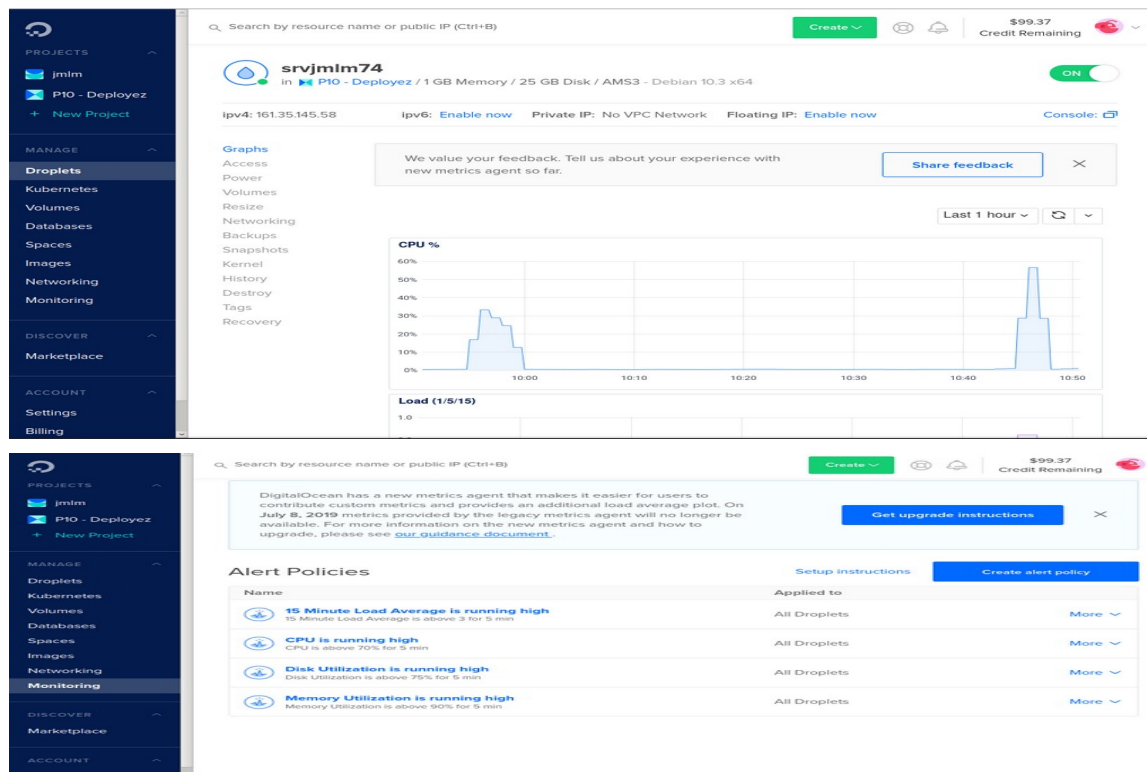 Search by resource name or public IP (Ctrl+B)
Create
$99.37
Credit Remaining
PROJECTS
jmlm
P10 - Deployez
+ New Project
MANAGE
Droplets
Kubernetes
Volumes
Databases
Spaces
Images
Networking
Monitoring
DISCOVER
Marketplace
ACCOUNT
Settings
Billing
srvjmlm74
in P10 - Deployez / 1 GB Memory / 25 GB Disk / AMS3 - Debian 10.3 x64
ON
ipv4: 161.35.145.58 ipv6: Enable now Private IP: No VPC Network Floating IP: Enable now Console:
Graphs
Access
Power
Volumes
Resize
Networking
Backups
Snapshots
Kernel
History
Destroy
Tags
Recovery
We value your feedback. Tell us about your experience with
new metrics agent so far.
Share feedback
Last 1 hour
CPU %
60%
50%
40%
30%
20%
10%
0%
10:00 10:10 10:20 10:30 10:40 10:50
Load (1/5/15)
1.0
Search by resource name or public IP (Ctrl+B)
Create
$99.37
Credit Remaining
PROJECTS
jmlm
P10 - Deployez
+ New Project
MANAGE
Droplets
Kubernetes
Volumes
Databases
Spaces
Images
Networking
Monitoring
DISCOVER
Marketplace
ACCOUNT
DigitalOcean has a new metrics agent that makes it easier for users to
contribute custom metrics and provides an additional load average plot. On
July 8, 2019 metrics provided by the legacy metrics agent will no longer be
available. For more information on the new metrics agent and how to
upgrade, please see our guidance document .
Get upgrade instructions
Alert Policies
Setup instructions
Create alert policy
Name Applied to
15 Minute Load Average is running high
15 Minute Load Average is above 3 for 5 min
All Droplets More
CPU is running high
CPU is above 70% for 5 min
All Droplets More
Disk Utilization is running high
Disk Utilization is above 75% for 5 min
All Droplets More
Memory Utilization is running high
Memory Utilization is above 90% for 5 min
All Droplets More